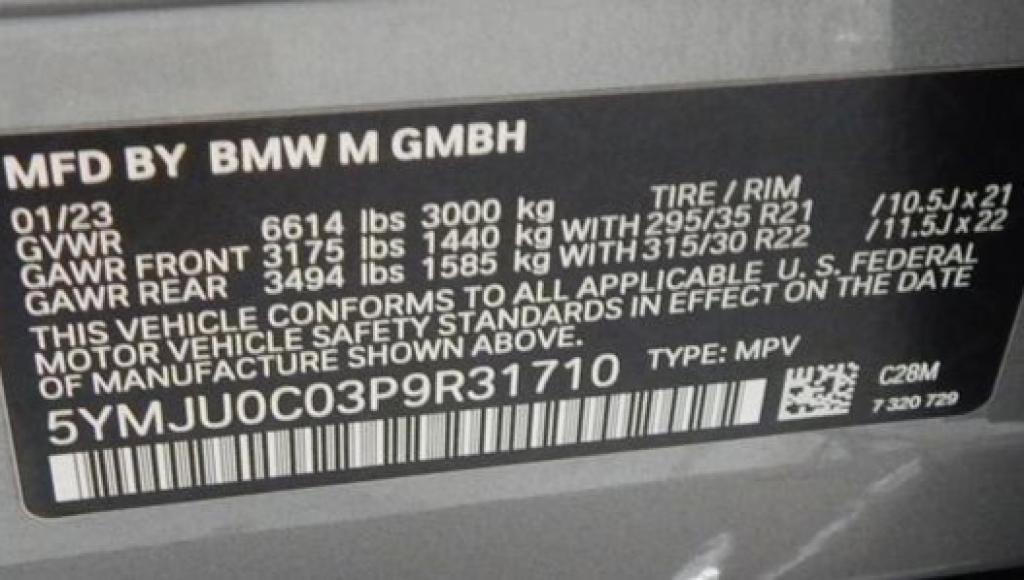 MFD BY BMW M GMBH
01/23 TIRE / RIM
GVWR 6614 lbs 3000 kg
GAWR FRONT 3175 lbs 1440 kg WITH 295/35 R21 /10.5J x 21
GAWR REAR 3494 lbs 1585 kg WITH 315/30 R22 /11.5J x 22
THIS VEHICLE CONFORMS TO ALL APPLICABLE U. S. FEDERAL
MOTOR VEHICLE SAFETY STANDARDS IN EFFECT ON THE DATE
OF MANUFACTURE SHOWN ABOVE.
5YMJU0C03P9R31710 TYPE: MPV
C28M
7 320 729